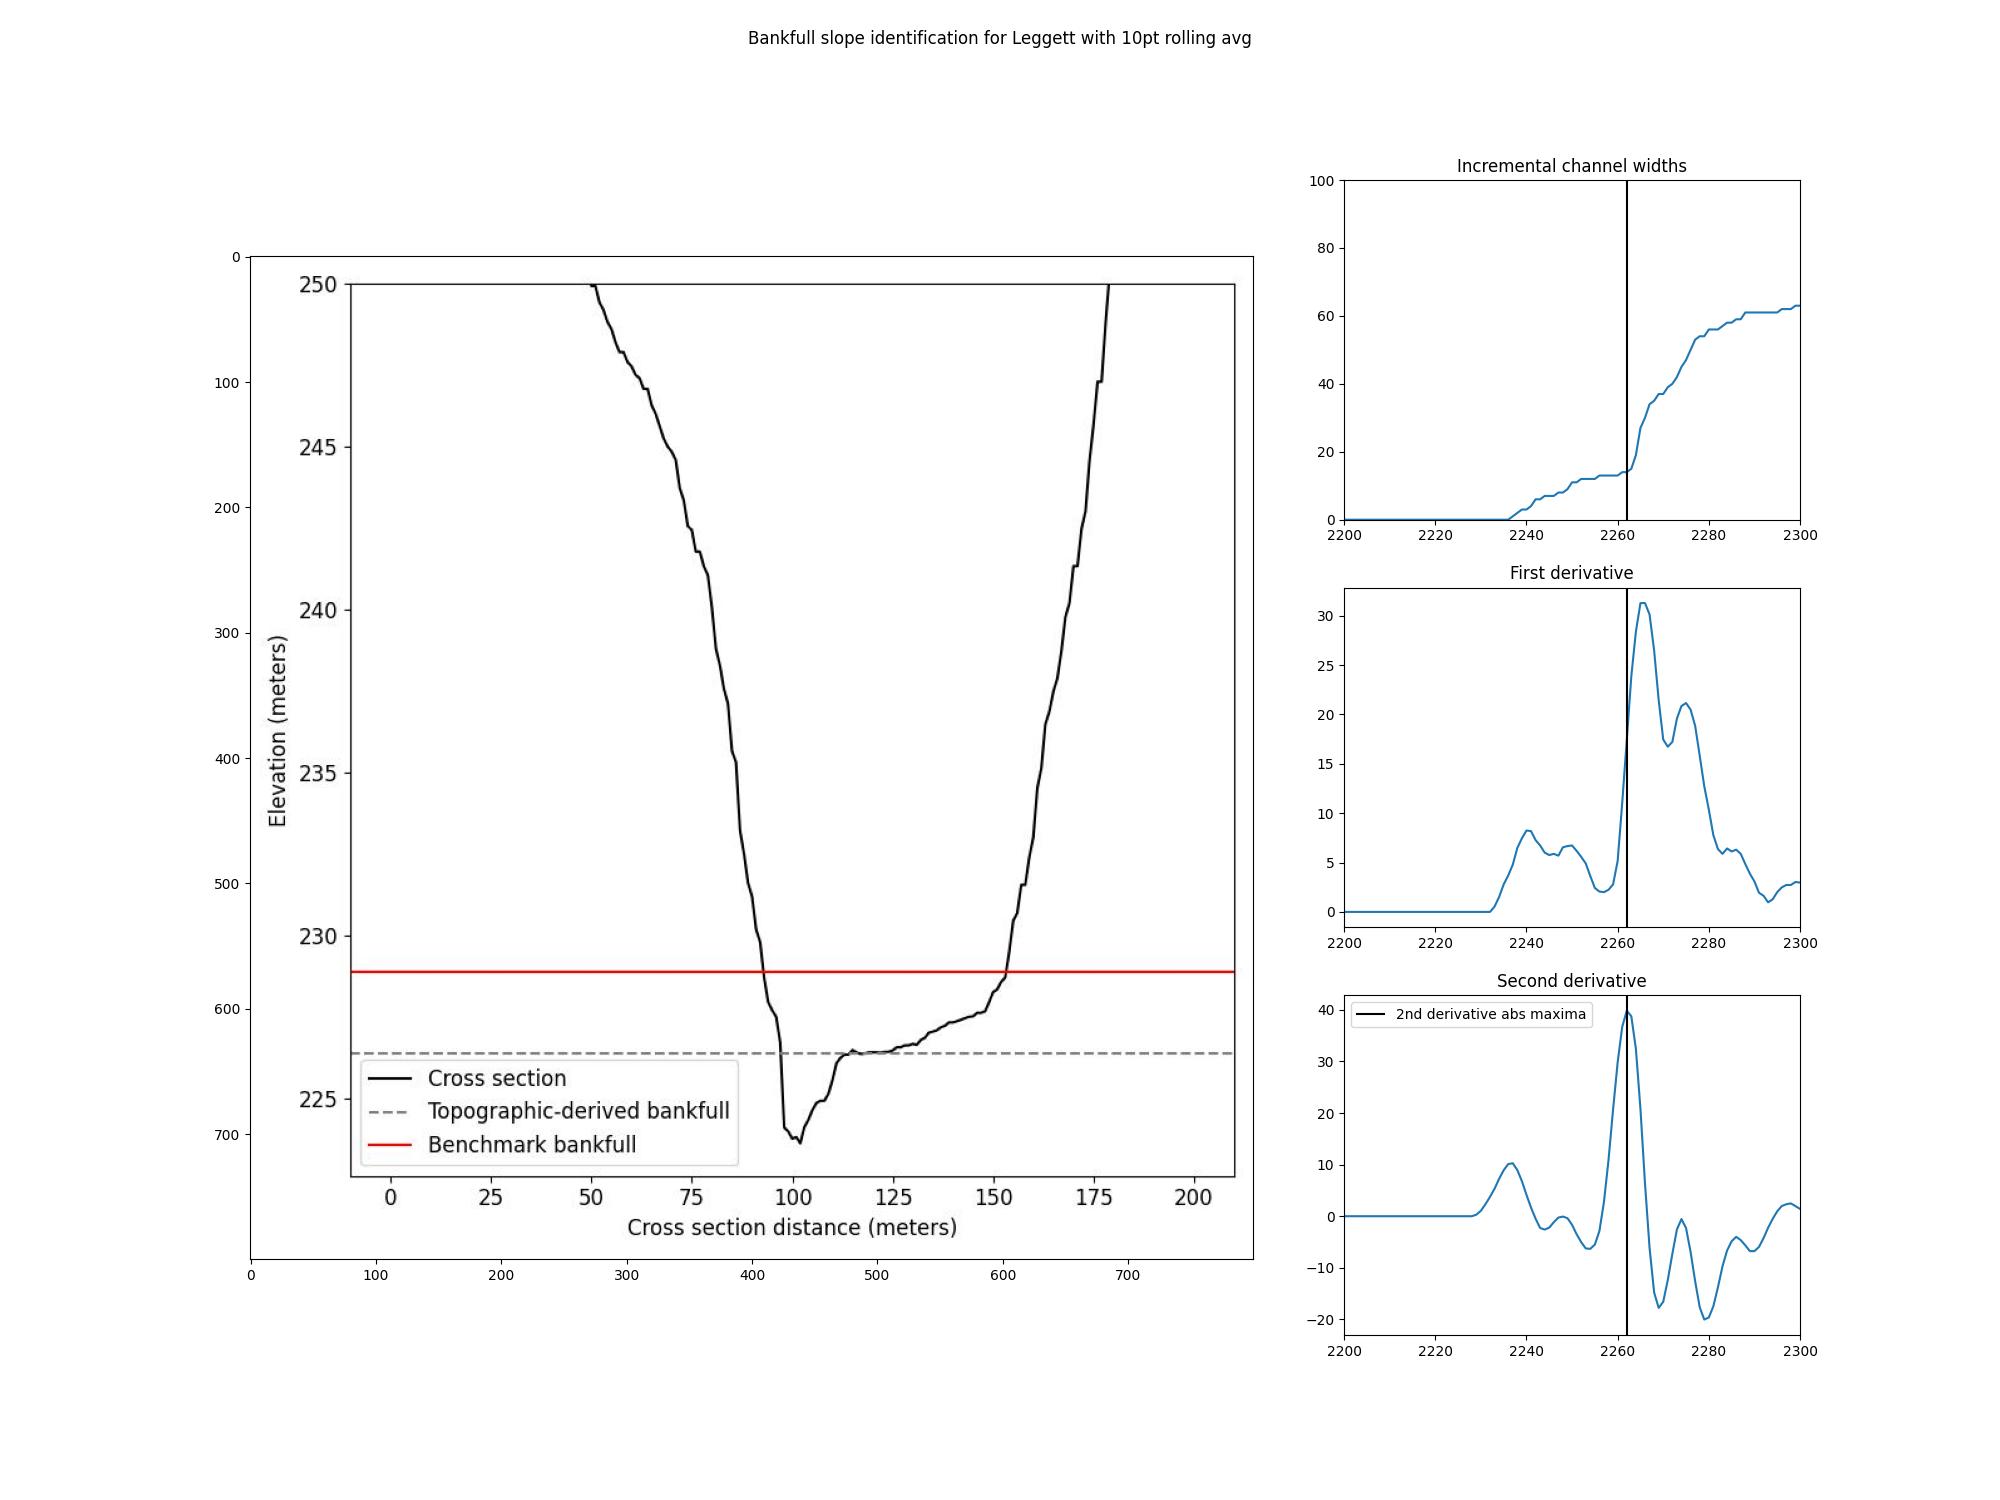 Bankfull slope identification for Leggett with 10pt rolling avg
0
100
200
300
400
500
600
700
250
245
240
235
230
225
Elevation (meters)
Cross section
Topographic-derived bankfull
Benchmark bankfull
0 25 50 75 100 125 150 175 200
Cross section distance (meters)
0 100 200 300 400 500 600 700
Incremental channel widths
100
80
60
40
20
0
2200 2220 2240 2260 2280 2300
First derivative
30
25
20
15
10
5
0
2200 2220 2240 2260 2280 2300
Second derivative
2nd derivative abs maxima
40
30
20
10
0
−10
−20
2200 2220 2240 2260 2280 2300